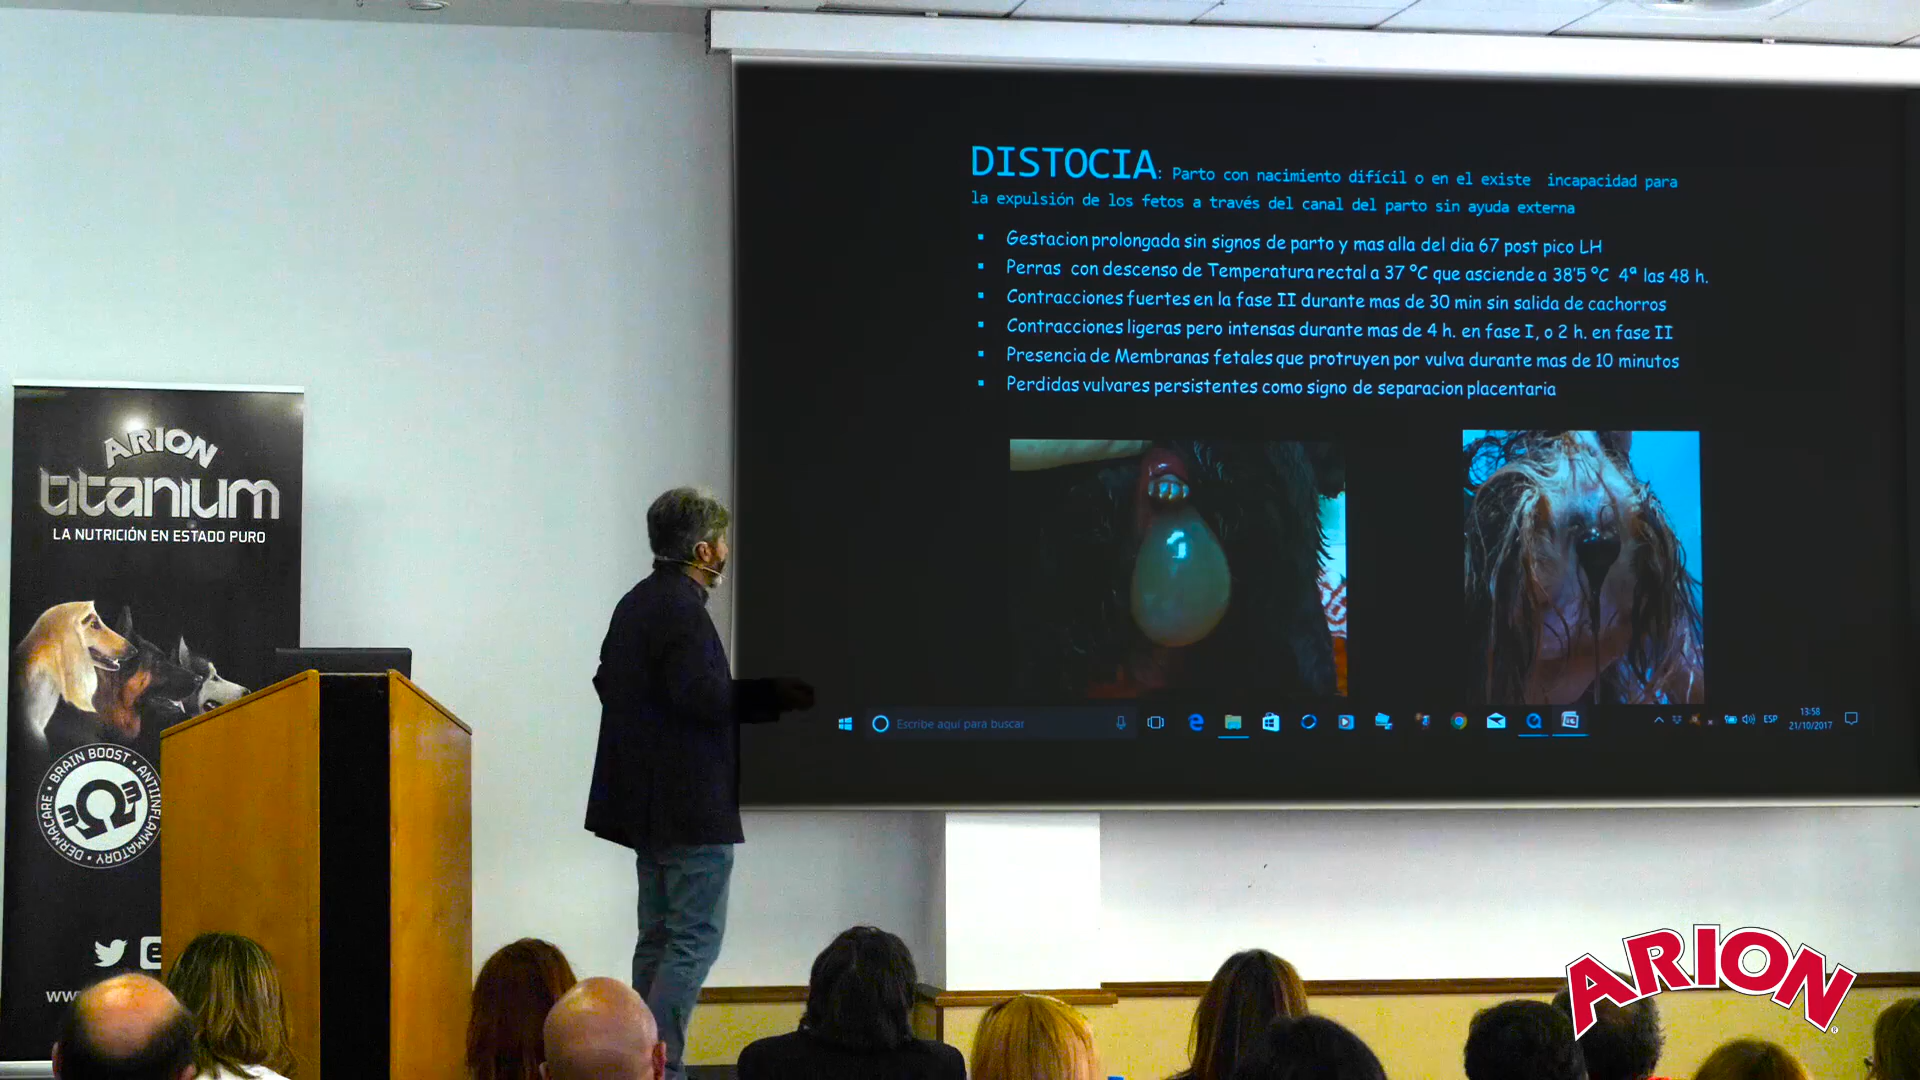 DISTOCIA: Parto con nacimiento difícil o en el existe incapacidad para
la expulsión de los fetos a través del canal del parto sin ayuda externa
▪ Gestacion prolongada sin signos de parto y mas alla del dia 67 post pico LH
▪ Perras con descenso de Temperatura rectal a 37 ºC que asciende a 38'5 ºC 4ª las 48 h.
▪ Contracciones fuertes en la fase II durante mas de 30 min sin salida de cachorros
▪ Contracciones ligeras pero intensas durante mas de 4 h. en fase I, o 2 h. en fase II
▪ Presencia de Membranas fetales que protruyen por vulva durante mas de 10 minutos
▪ Perdidas vulvares persistentes como signo de separacion placentaria
Escribe aquí para buscar
ESP
13:58
21/10/2017
ARION
titanium
LA NUTRICIÓN EN ESTADO PURO
BRAIN BOOST • ANTIINFLAMMATORY • DERMACARE •
ARION®